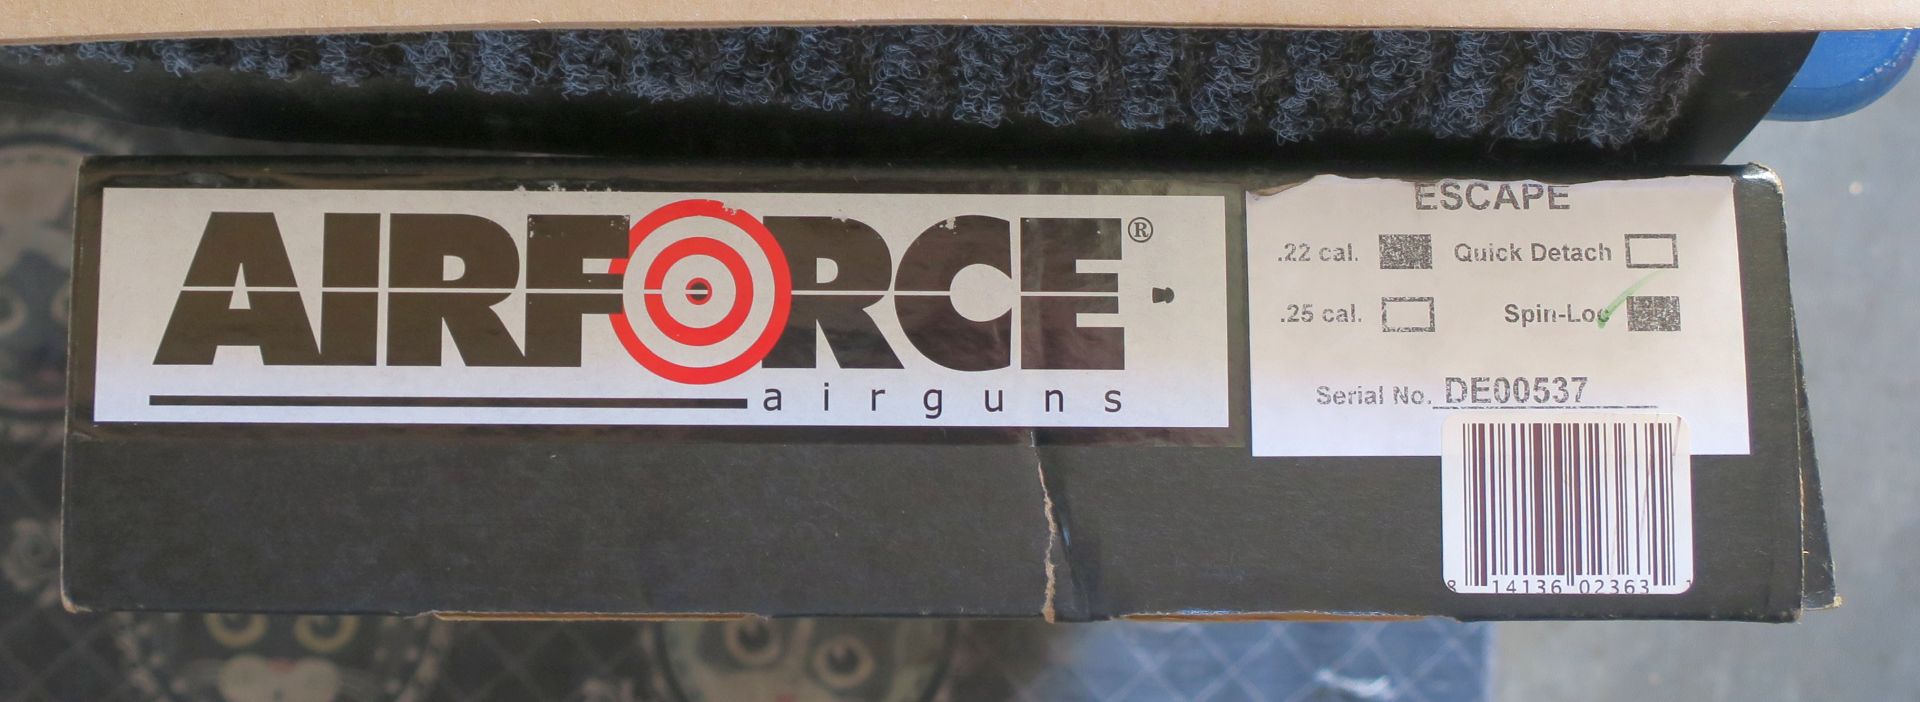 AIRFORCE®
airguns
ESCAPE
.22 cal. Quick Detach
.25 cal. Spin-Loc
Serial No. DE00537
8 14136 02363 1